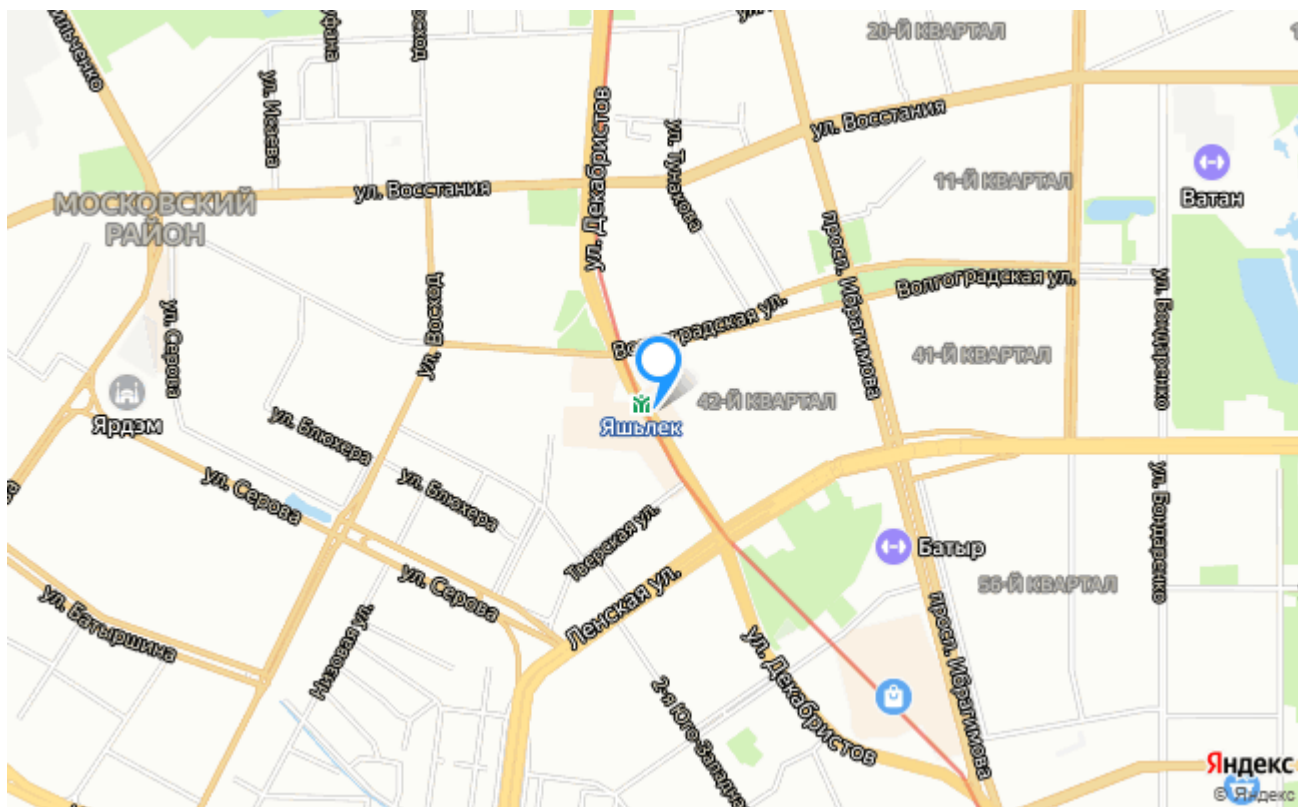 20-Й КВАРТАЛ
ул. Исаева
ул. Декабристов
ул. Тунакова
ул. Восстания
ул. Восстания
11-Й КВАРТАЛ
Ватан
МОСКОВСКИЙ
РАЙОН
просп. Ибрагимова
ул. Восход
Волгоградская ул.
ул. Серова
ул. Бондаренко
41-Й КВАРТАЛ
42-Й КВАРТАЛ
Ярдэм
Яшьлек
ул. Блюхера
ул. Блюхера
ул. Серова
Тверская ул.
ул. Бондаренко
Батыр
ул. Серова
Ленская ул.
56-Й КВАРТАЛ
ул. Батыршина
Низовая ул.
ул. Декабристов
просп. Ибрагимова
Яндекс
© Яндекс